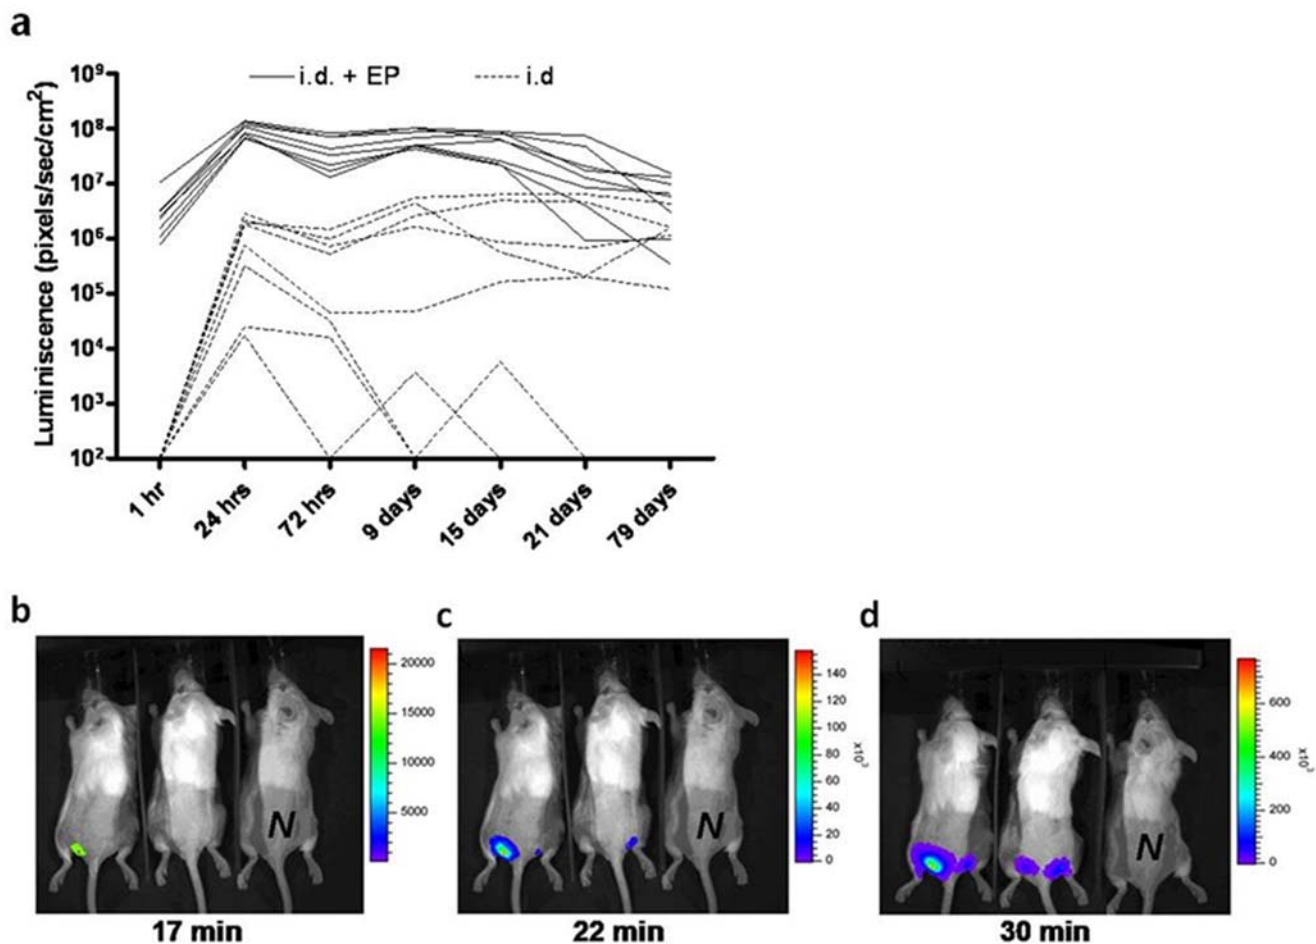 a
i.d. + EP
i.d
Luminiscence (pixels/sec/cm2)
10⁹
10⁸
10⁷
10⁶
10⁵
10⁴
10³
10²
1 hr
24 hrs
72 hrs
9 days
15 days
21 days
79 days
b
N
20000
15000
10000
5000
17 min
c
N
140
120
100
80
60
40
20
0
x10³
22 min
d
N
600
400
200
0
x10³
30 min